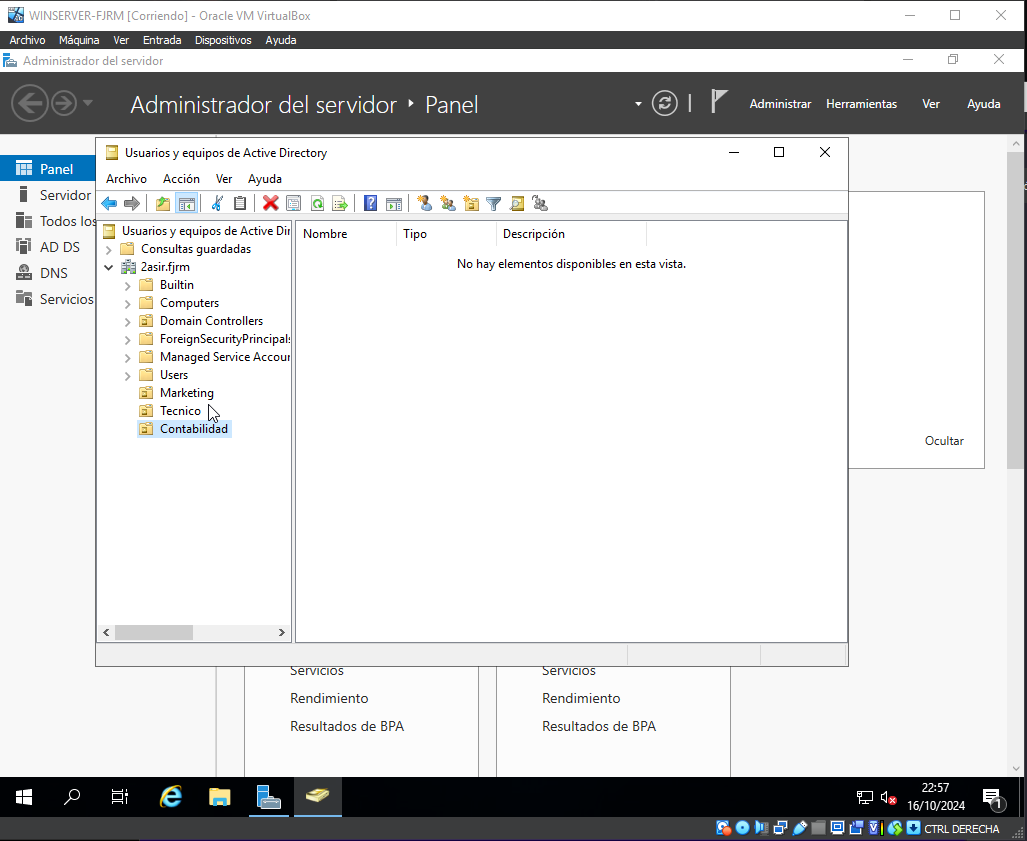 WINSERVER-FJRM [Corriendo] - Oracle VM VirtualBox
Archivo Máquina Ver Entrada Dispositivos Ayuda
Administrador del servidor
Administrador del servidor Panel
Administrar Herramientas Ver Ayuda
Panel
Servidor
Todos los
AD DS
DNS
Servicios
Usuarios y equipos de Active Directory
Archivo Acción Ver Ayuda
Usuarios y equipos de Active Dir
Consultas guardadas
2asir.fjrm
Builtin
Computers
Domain Controllers
ForeignSecurityPrincipals
Managed Service Accoun
Users
Marketing
Tecnico
Contabilidad
Nombre Tipo Descripción
No hay elementos disponibles en esta vista.
Ocultar
Servicios
Rendimiento
Resultados de BPA
Servicios
Rendimiento
Resultados de BPA
22:57
16/10/2024
1
CTRL DERECHA